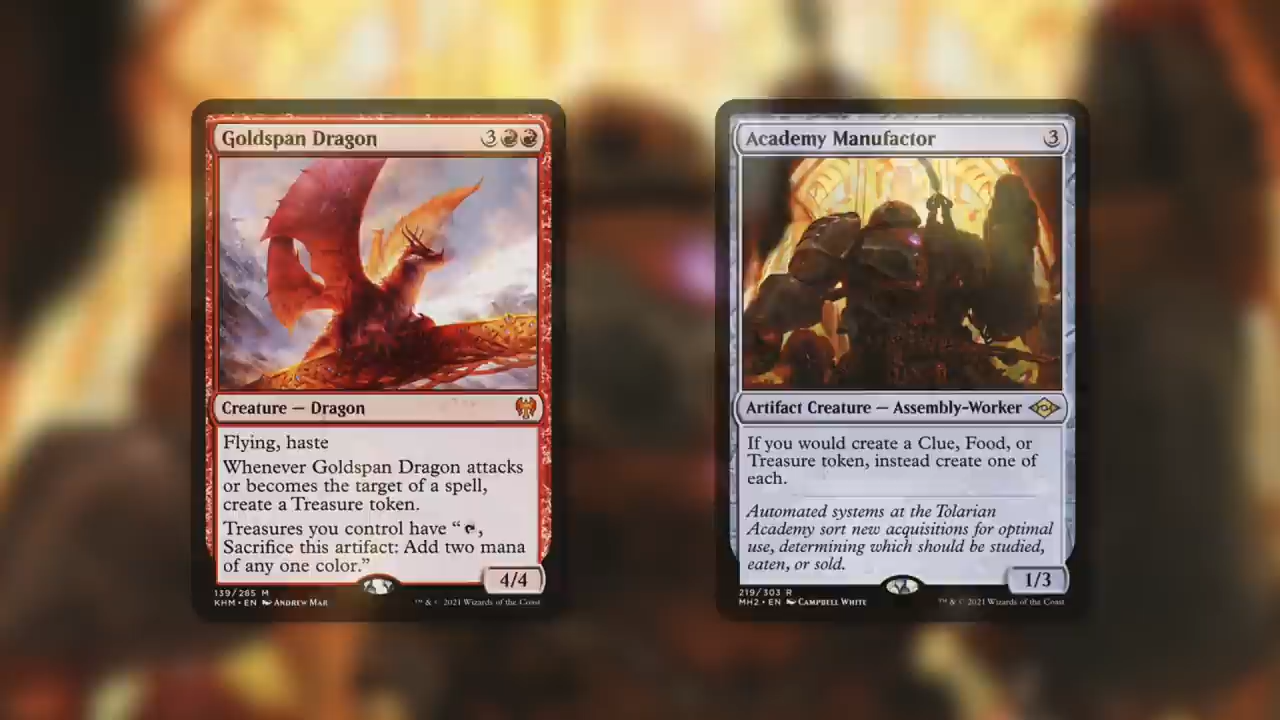 Goldspan Dragon 3
Creature — Dragon
Flying, haste
Whenever Goldspan Dragon attacks
or becomes the target of a spell,
create a Treasure token.
Treasures you control have “ ,
Sacrifice this artifact: Add two mana
of any one color.”
4/4
139/285 M
KHM • EN Andrew Mar
™ & © 2021 Wizards of the Coast
Academy Manufactor 3
Artifact Creature — Assembly-Worker
If you would create a Clue, Food, or
Treasure token, instead create one of
each.
Automated systems at the Tolarian
Academy sort new acquisitions for optimal
use, determining which should be studied,
eaten, or sold.
1/3
219/303 R
MH2 • EN Campbell White
™ & © 2021 Wizards of the Coast